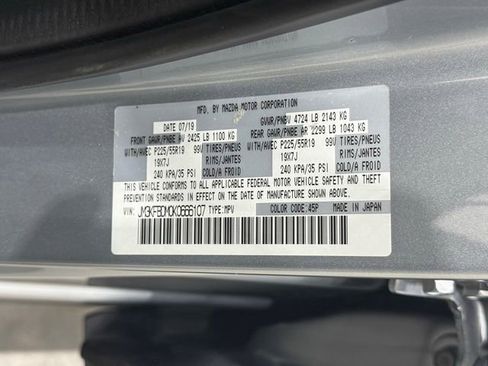 MFD. BY MAZDA MOTOR CORPORATION
DATE 07/19 GVWR/PNBV 4724 LB 2143 KG
FRONT GAWR/PNBE AV 2425 LB 1100 KG REAR GAWR/PNBE AR 2299 LB 1043 KG
WITH/AVEC P225/55R19 99V TIRES/PNEUS WITH/AVEC P225/55R19 99V TIRES/PNEUS
19X7J RIMS/JANTES 19X7J RIMS/JANTES
240 KPA/35 PSI COLD/A FROID 240 KPA/35 PSI COLD/A FROID
THIS VEHICLE CONFORMS TO ALL APPLICABLE FEDERAL MOTOR VEHICLE SAFETY, BUMPER, AND THEFT
PREVENTION STANDARDS IN EFFECT ON THE DATE OF MANUFACTURE SHOWN ABOVE.
VIN: JM3KFBDM0K0666107 TYPE:MPV COLOR CODE:45P MADE IN JAPAN